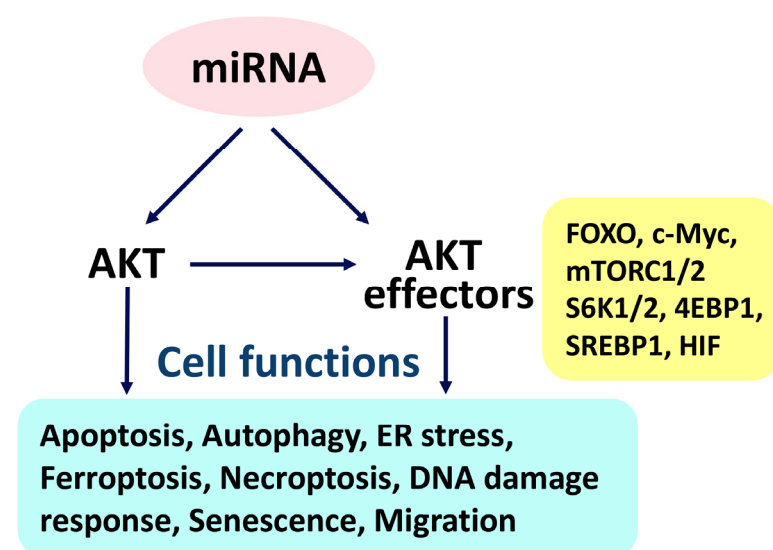 miRNA
AKT
AKT
effectors
FOXO, c-Myc,
mTORC1/2
S6K1/2, 4EBP1,
SREBP1, HIF
Cell functions
Apoptosis, Autophagy, ER stress,
Ferroptosis, Necroptosis, DNA damage
response, Senescence, Migration